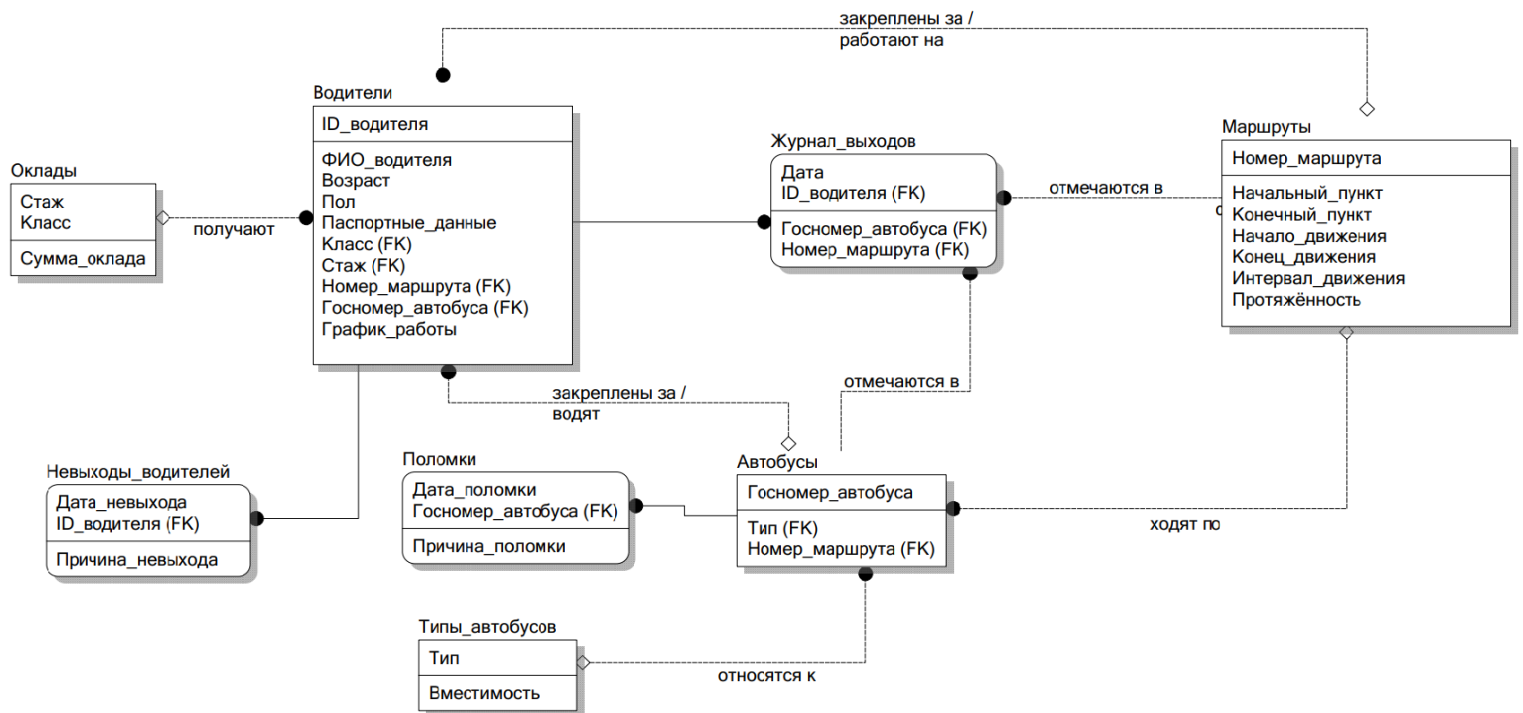 закреплены за /
работают на
Водители
ID_водителя
ФИО_водителя
Возраст
Пол
Паспортные_данные
Класс (FK)
Стаж (FK)
Номер_маршрута (FK)
Госномер_автобуса (FK)
График_работы
Оклады
Стаж
Класс
Сумма_оклада
получают
Журнал_выходов
Дата
ID_водителя (FK)
Госномер_автобуса (FK)
Номер_маршрута (FK)
отмечаются в
Маршруты
Номер_маршрута
Начальный_пункт
Конечный_пункт
Начало_движения
Конец_движения
Интервал_движения
Протяжённость
закреплены за /
водят
отмечаются в
Невыходы_водителей
Дата_невыхода
ID_водителя (FK)
Причина_невыхода
Поломки
Дата_поломки
Госномер_автобуса (FK)
Причина_поломки
Автобусы
Госномер_автобуса
Тип (FK)
Номер_маршрута (FK)
ходят по
Типы_автобусов
Тип
Вместимость
относятся к